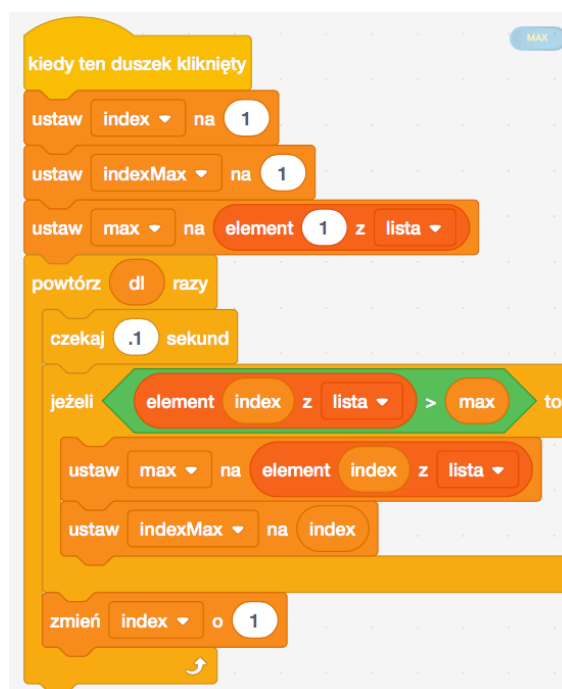 MAX
kiedy ten duszek kliknięty
ustaw index na 1
ustaw indexMax na 1
ustaw max na element 1 z lista
powtórz dl razy
czekaj .1 sekund
jeżeli element index z lista > max to
ustaw max na element index z lista
ustaw indexMax na index
zmień index o 1